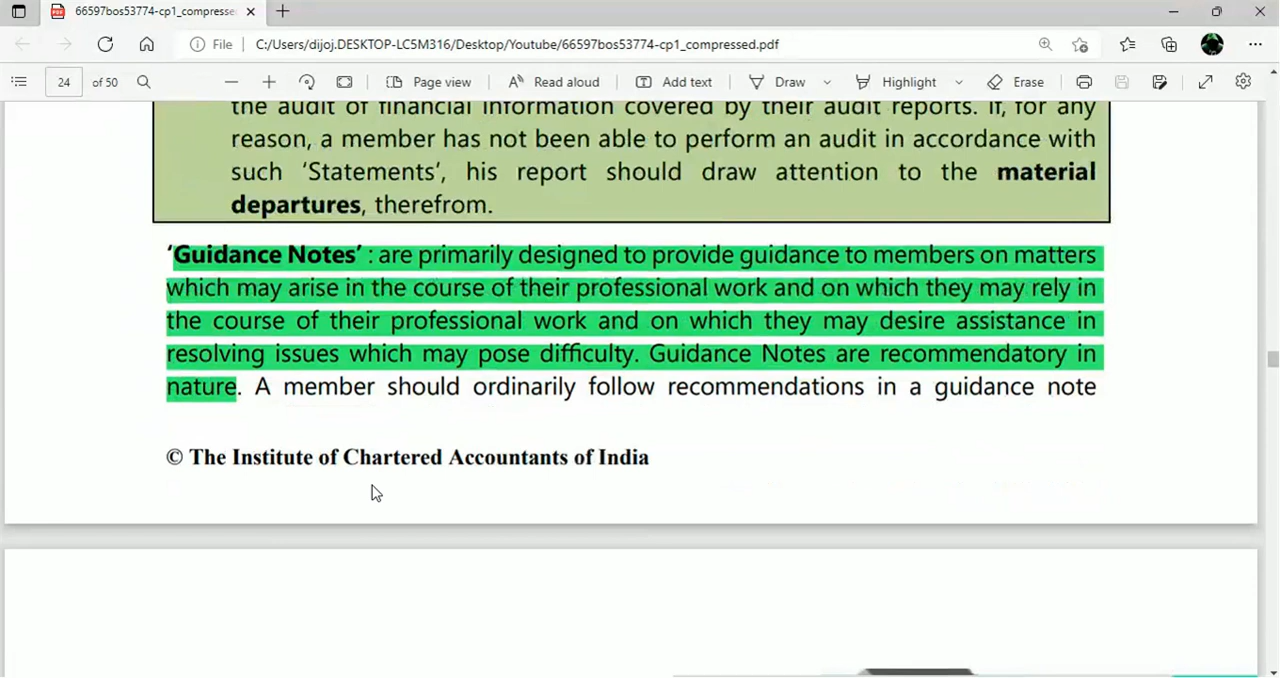 66597bos53774-cp1_compresse
File
C:/Users/dijoj.DESKTOP-LC5M316/Desktop/Youtube/66597bos53774-cp1_compressed.pdf
24 of 50
Page view
Read aloud
Add text
Draw
Highlight
Erase
the audit of financial information covered by their audit reports. If, for any
reason, a member has not been able to perform an audit in accordance with
such 'Statements', his report should draw attention to the material
departures, therefrom.
'Guidance Notes' : are primarily designed to provide guidance to members on matters
which may arise in the course of their professional work and on which they may rely in
the course of their professional work and on which they may desire assistance in
resolving issues which may pose difficulty. Guidance Notes are recommendatory in
nature. A member should ordinarily follow recommendations in a guidance note
© The Institute of Chartered Accountants of India